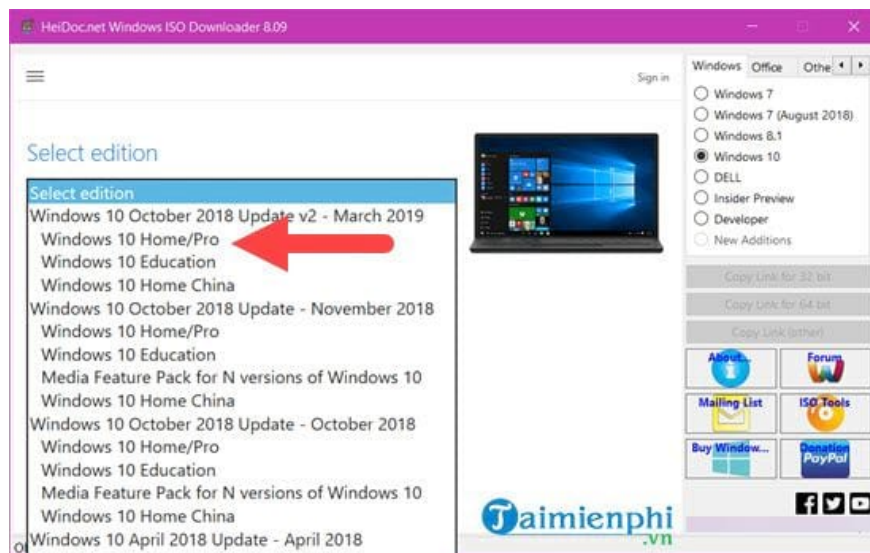 HeiDoc.net Windows ISO Downloader 8.09
Sign in
Select edition
Select edition
Windows 10 October 2018 Update v2 - March 2019
Windows 10 Home/Pro
Windows 10 Education
Windows 10 Home China
Windows 10 October 2018 Update - November 2018
Windows 10 Home/Pro
Windows 10 Education
Media Feature Pack for N versions of Windows 10
Windows 10 Home China
Windows 10 October 2018 Update - October 2018
Windows 10 Home/Pro
Windows 10 Education
Media Feature Pack for N versions of Windows 10
Windows 10 Home China
Windows 10 April 2018 Update - April 2018
Windows Office Othe
Windows 7
Windows 7 (August 2018)
Windows 8.1
Windows 10
DELL
Insider Preview
Developer
New Additions
Copy Link for 32 bit
Copy Link for 64 bit
Copy Link (other)
About... Forum
Mailing List ISO Tools
Buy Window... Donation
PayPal
Taimienphi
.vn